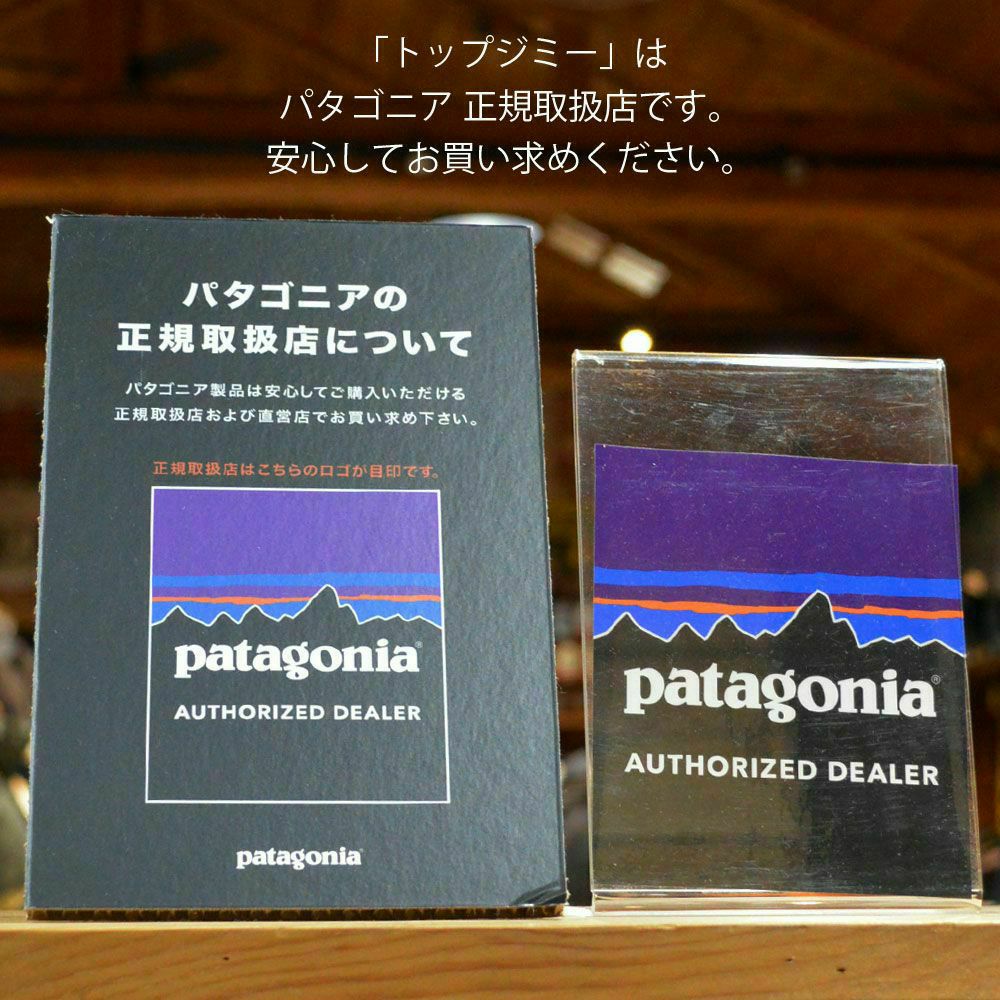 「トップジミー」は
パタゴニア 正規取扱店です。
安心してお買い求めください。
パタゴニアの
正規取扱店について
パタゴニア製品は安心してご購入いただける
正規取扱店および直営店でお買い求め下さい。
正規取扱店はこちらのロゴが目印です。
patagonia®
AUTHORIZED DEALER
patagonia®
patagonia®
AUTHORIZED DEALER